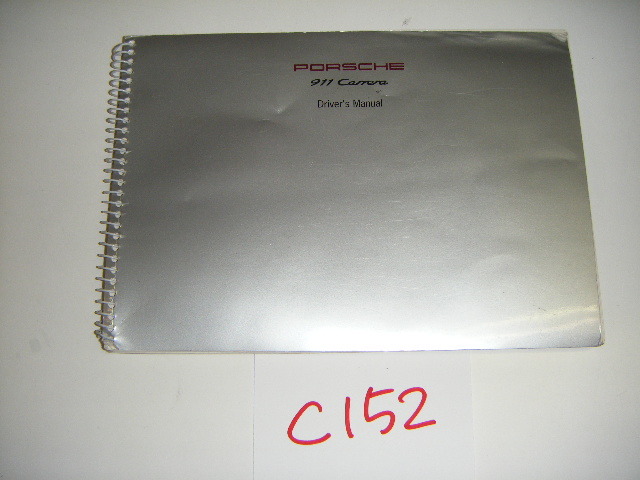 PORSCHE
911 Carrera
Driver's Manual
C152